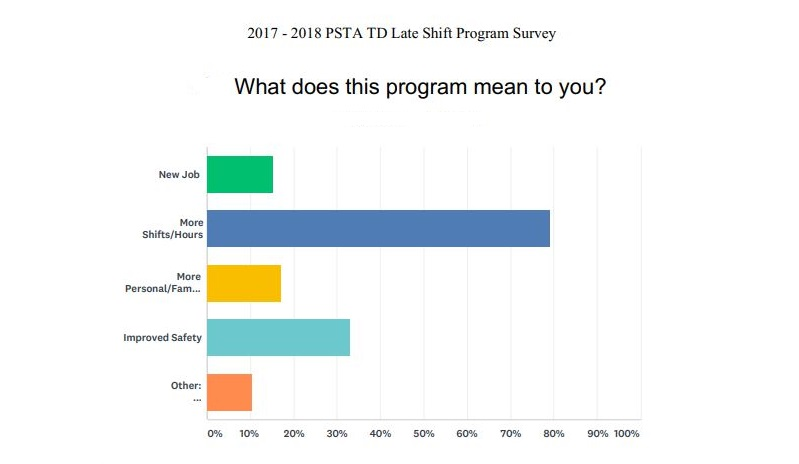 2017 - 2018 PSTA TD Late Shift Program Survey
What does this program mean to you?
New Job
More
Shifts/Hours
More
Personal/Fam...
Improved Safety
Other:
...
0% 10% 20% 30% 40% 50% 60% 70% 80% 90% 100%